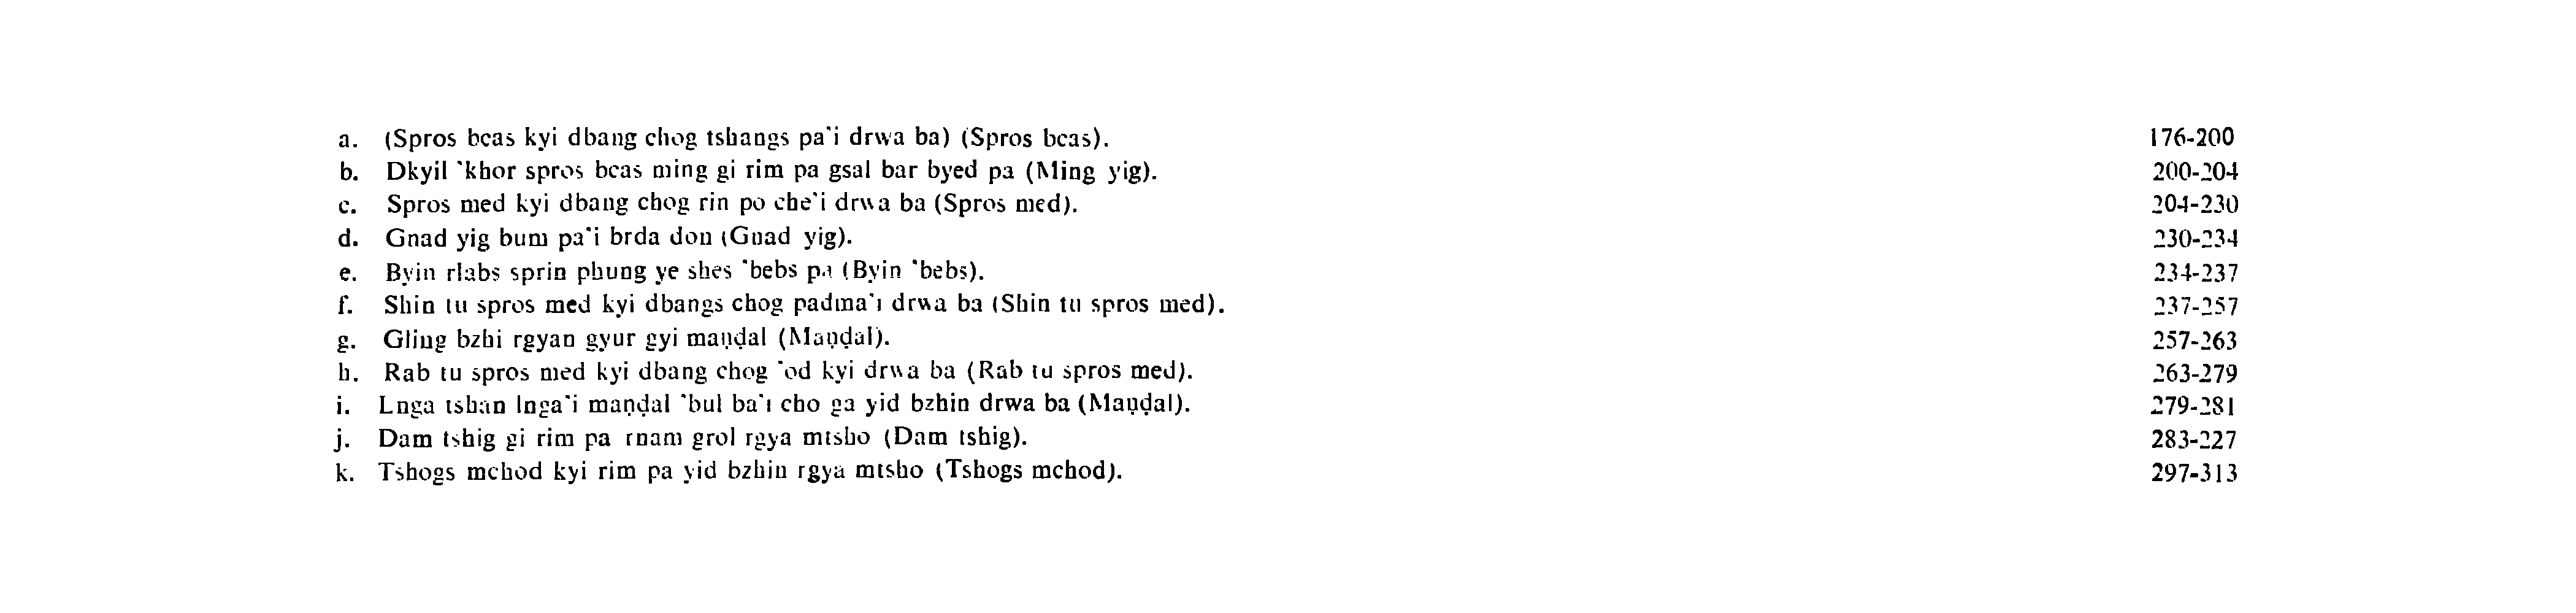 a. (Spros bcas kyi dbang chog tshangs pa'i drwa ba) (Spros bcas). 176-200
b. Dkyil 'khor spros bcas ming gi rim pa gsal bar byed pa (Ming yig). 200-204
c. Spros med kyi dbang chog rin po che'i drwa ba (Spros med). 204-230
d. Gnad yig bum pa'i brda don (Gnad yig). 230-234
e. Byin rlabs sprin phung ye shes 'bebs pa (Byin 'bebs). 234-237
f. Shin tu spros med kyi dbangs chog padma'i drwa ba (Shin tu spros med). 237-257
g. Gling bzhi rgyan gyur gyi maṇḍal (Maṇḍal). 257-263
h. Rab tu spros med kyi dbang chog 'od kyi drwa ba (Rab tu spros med). 263-279
i. Lnga tshan lnga'i maṇḍal 'bul ba'i cho ga yid bzhin drwa ba (Maṇḍal). 279-281
j. Dam tshig gi rim pa rnam grol rgya mtsho (Dam tshig). 283-227
k. Tshogs mchod kyi rim pa yid bzhin rgya mtsho (Tshogs mchod). 297-313